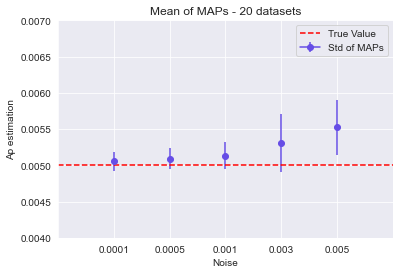 Mean of MAPs - 20 datasets
0.0070
0.0065
0.0060
0.0055
0.0050
0.0045
0.0040
Ap estimation
True Value
Std of MAPs
0.0001 0.0005 0.001 0.003 0.005
Noise